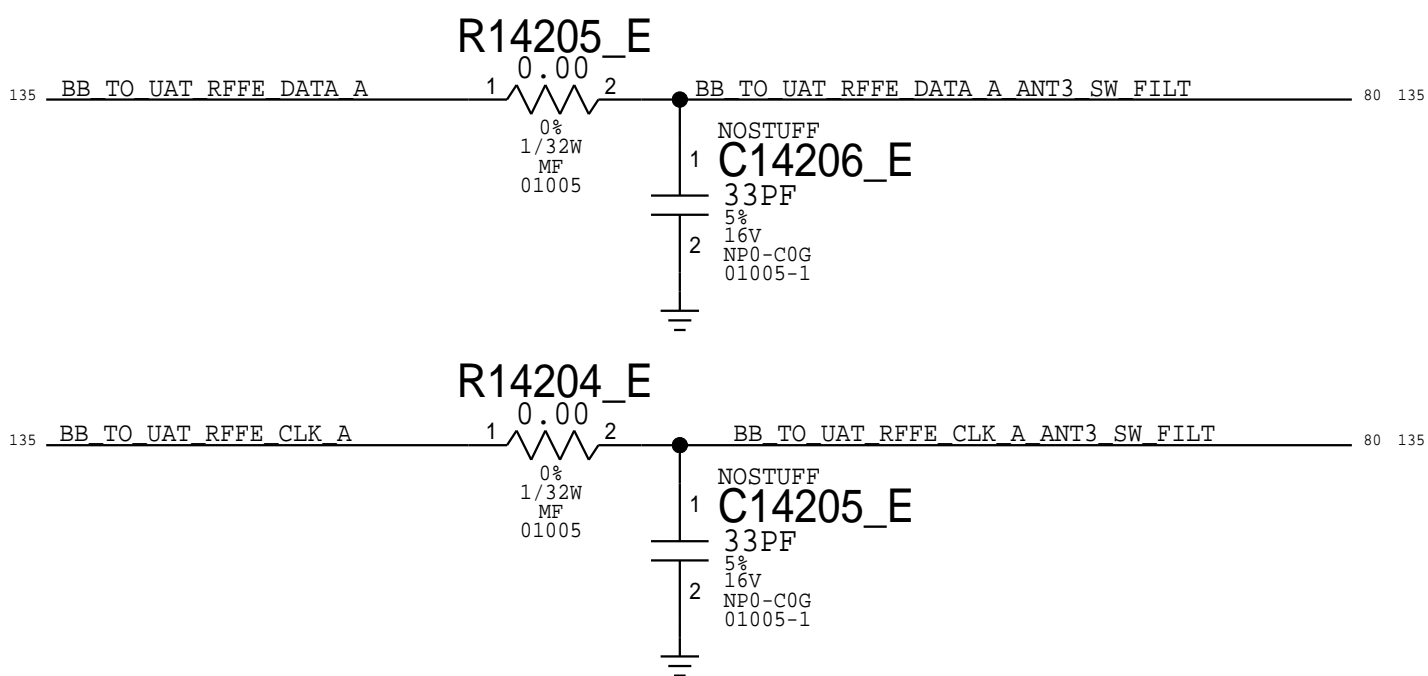 R14205_E
0.00
135 BB_TO_UAT_RFFE_DATA_A 1 2 BB_TO_UAT_RFFE_DATA_A_ANT3_SW_FILT 80 135
0%
1/32W
MF
01005
NOSTUFF
1 C14206_E
33PF
5%
16V
2 NP0-C0G
01005-1
R14204_E
0.00
135 BB_TO_UAT_RFFE_CLK_A 1 2 BB_TO_UAT_RFFE_CLK_A_ANT3_SW_FILT 80 135
0%
1/32W
MF
01005
NOSTUFF
1 C14205_E
33PF
5%
16V
2 NP0-C0G
01005-1